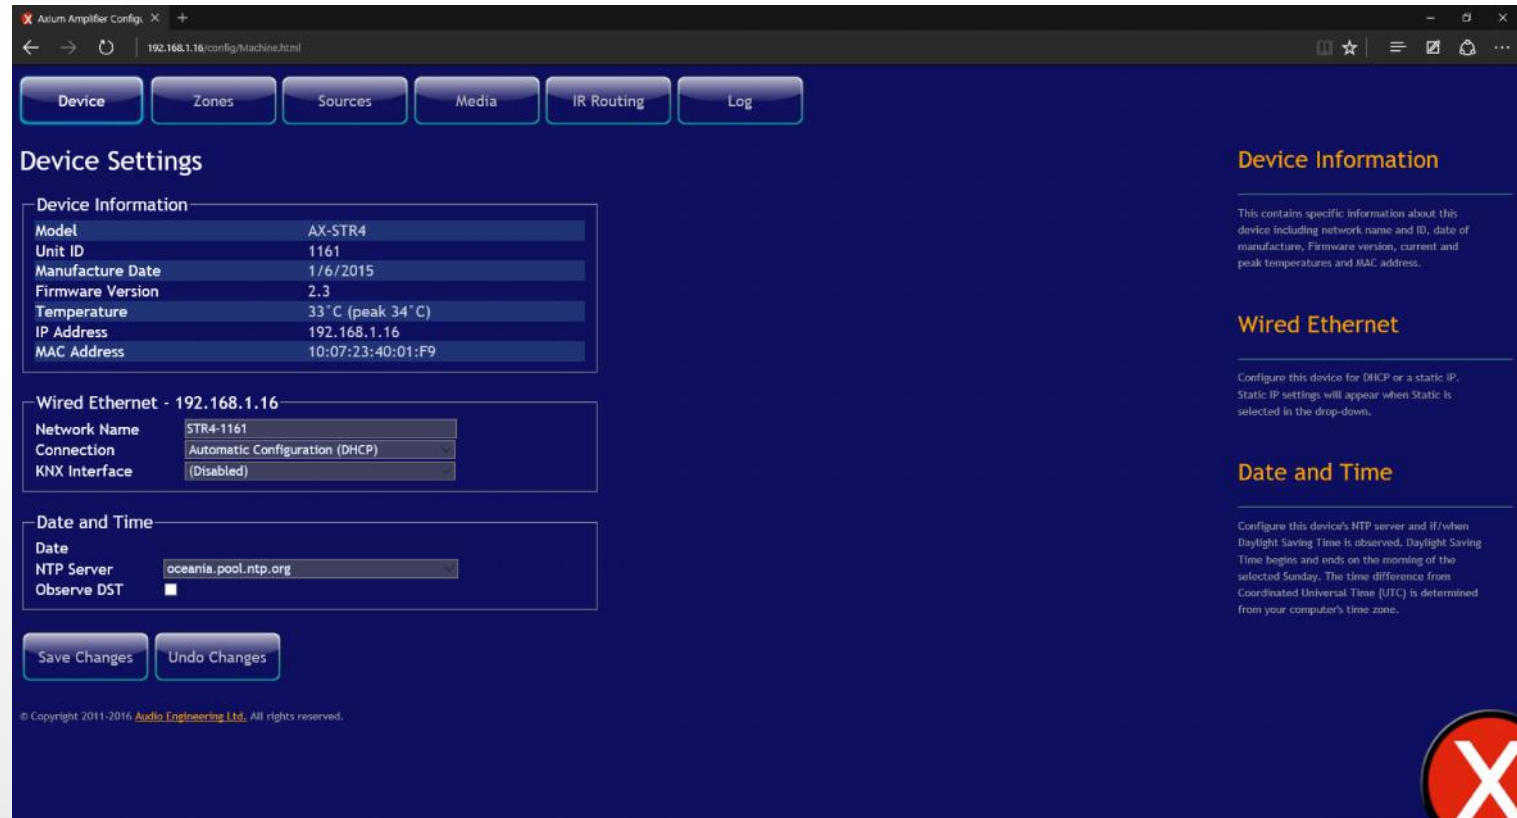 Axium Amplifier Configu
192.168.1.16/config/Machine.html
Device Zones Sources Media IR Routing Log
Device Settings
Device Information
Model AX-STR4
Unit ID 1161
Manufacture Date 1/6/2015
Firmware Version 2.3
Temperature 33°C (peak 34°C)
IP Address 192.168.1.16
MAC Address 10:07:23:40:01:F9
Wired Ethernet - 192.168.1.16
Network Name STR4-1161
Connection Automatic Configuration (DHCP)
KNX Interface (Disabled)
Date and Time
Date
NTP Server oceania.pool.ntp.org
Observe DST
Save Changes Undo Changes
© Copyright 2011-2016 Audio Engineering Ltd. All rights reserved.
Device Information
This contains specific information about this
device including network name and ID, date of
manufacture, Firmware version, current and
peak temperatures and MAC address.
Wired Ethernet
Configure this device for DHCP or a static IP.
Static IP settings will appear when Static is
selected in the drop-down.
Date and Time
Configure this device's NTP server and if/when
Daylight Saving Time is observed. Daylight Saving
Time begins and ends on the morning of the
selected Sunday. The time difference from
Coordinated Universal Time (UTC) is determined
from your computer's time zone.
X